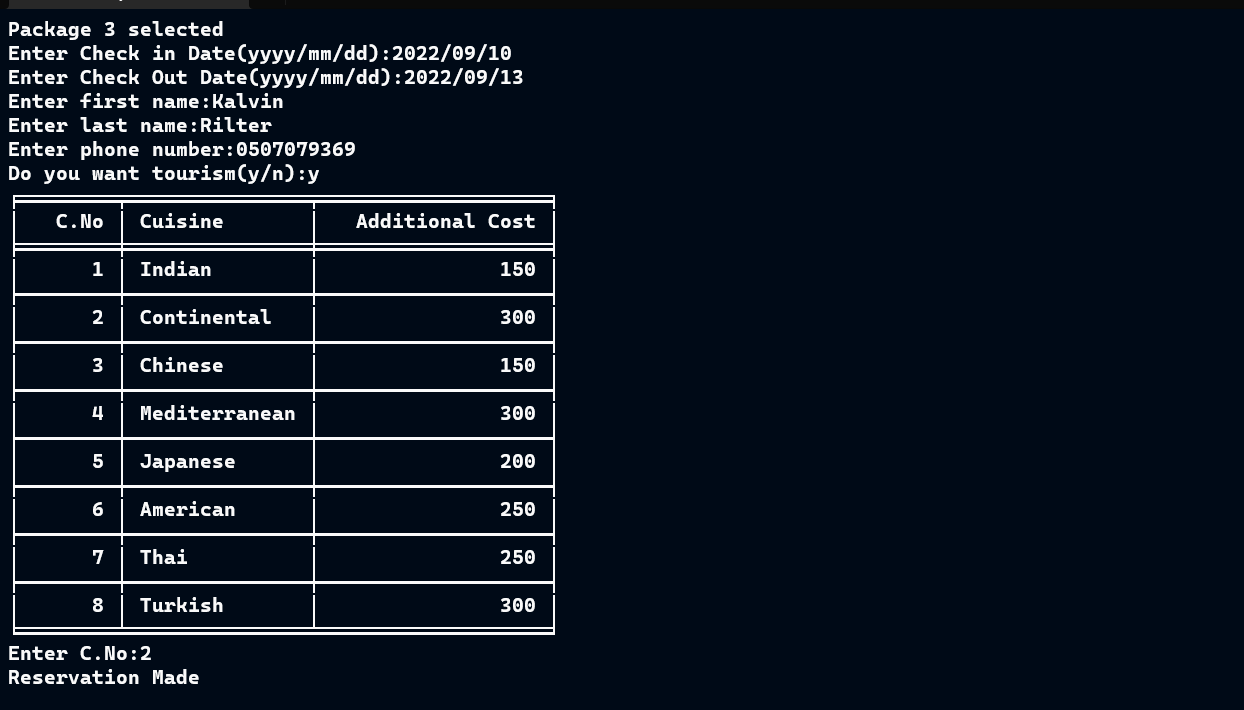 Package 3 selected
Enter Check in Date(yyyy/mm/dd):2022/09/10
Enter Check Out Date(yyyy/mm/dd):2022/09/13
Enter first name:Kalvin
Enter last name:Rilter
Enter phone number:0507079369
Do you want tourism(y/n):y
C.No Cuisine Additional Cost
1 Indian 150
2 Continental 300
3 Chinese 150
4 Mediterranean 300
5 Japanese 200
6 American 250
7 Thai 250
8 Turkish 300
Enter C.No:2
Reservation Made